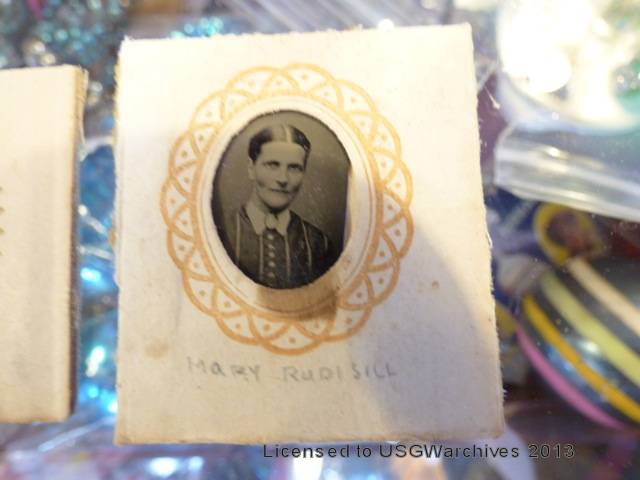 MARY RUDISILL
Licensed to USGWarchives 2013